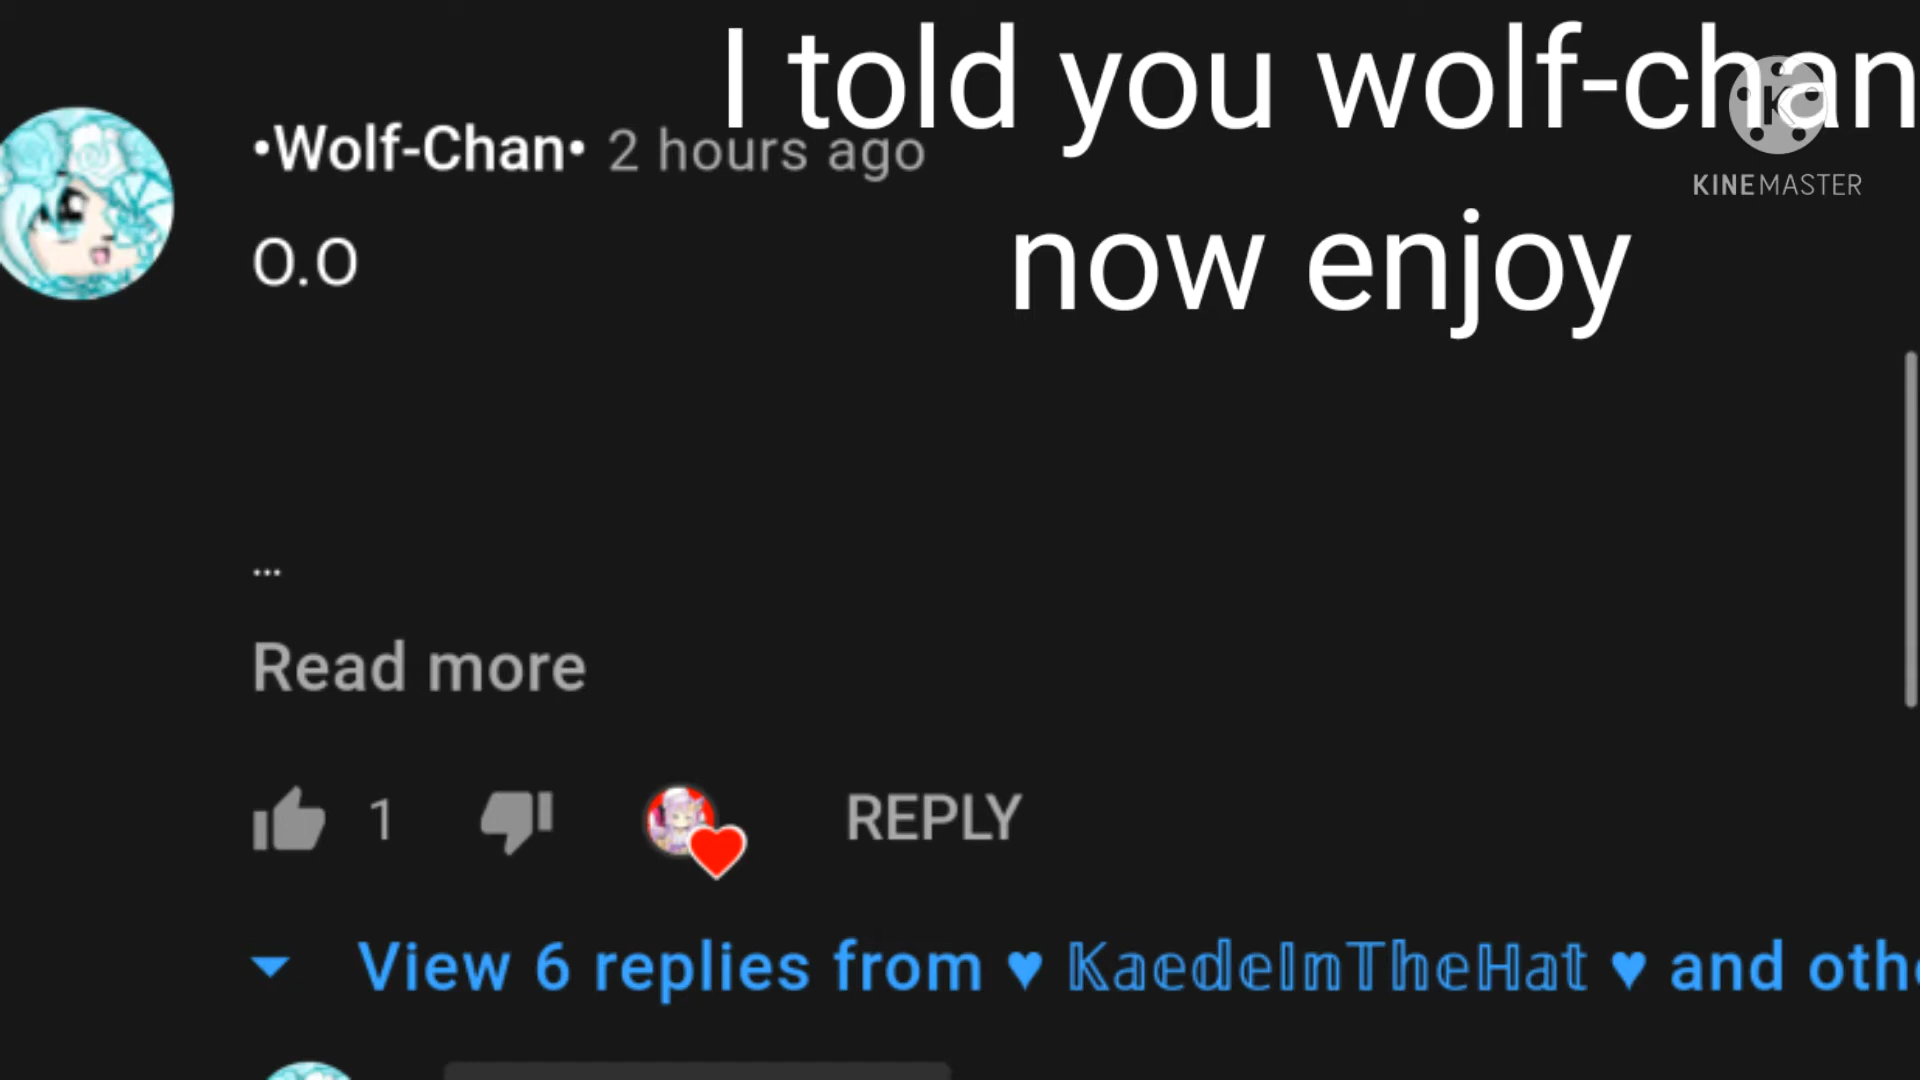 I told you wolf-chan
now enjoy
KINEMASTER
•Wolf-Chan• 2 hours ago
O.O
...
Read more
1 REPLY
View 6 replies from ♥ 𝕂𝕒𝕖𝕕𝕖𝕀𝕟𝕋𝕙𝕖ℍ𝕒𝕥 ♥ and oth